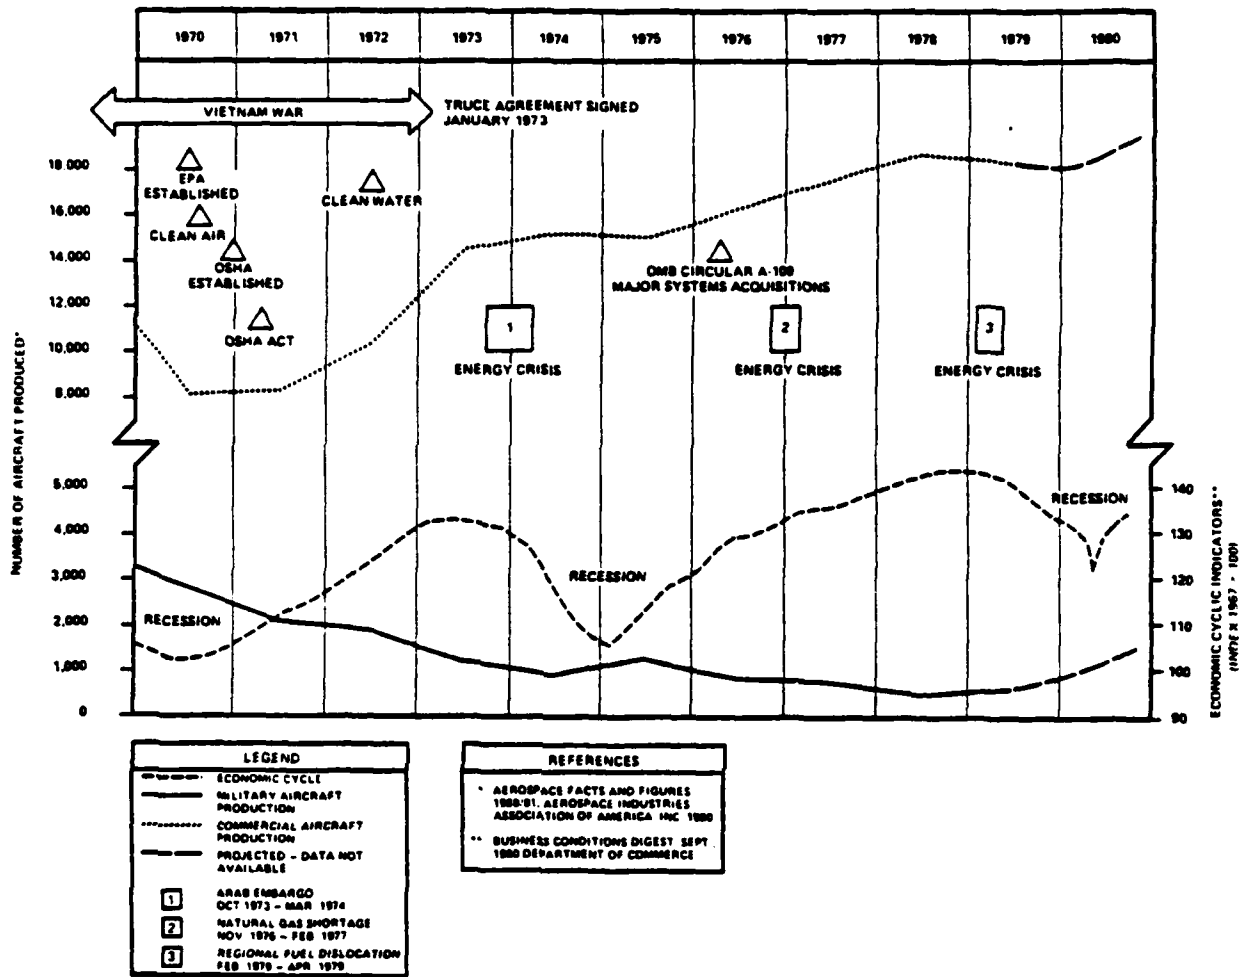 1970 1971 1972 1973 1974 1975 1976 1977 1978 1979 1980
VIETNAM WAR
TRUCE AGREEMENT SIGNED
JANUARY 1973
18,000
16,000
14,000
12,000
10,000
8,000
5,000
4,000
3,000
2,000
1,000
0
NUMBER OF AIRCRAFT PRODUCED*
EPA
ESTABLISHED
CLEAN AIR
OSHA
ESTABLISHED
OSHA ACT
CLEAN WATER
OMB CIRCULAR A-109
MAJOR SYSTEMS ACQUISITIONS
1
ENERGY CRISIS
2
ENERGY CRISIS
3
ENERGY CRISIS
RECESSION
RECESSION
RECESSION
140
130
120
110
100
90
ECONOMIC CYCLIC INDICATORS**
(INDEX 1967 - 100)
LEGEND
ECONOMIC CYCLE
MILITARY AIRCRAFT
PRODUCTION
COMMERCIAL AIRCRAFT
PRODUCTION
PROJECTED - DATA NOT
AVAILABLE
1 ARAB EMBARGO
OCT 1973 - MAR 1974
2 NATURAL GAS SHORTAGE
NOV 1976 - FEB 1977
3 REGIONAL FUEL DISLOCATION
FEB 1979 - APR 1979
REFERENCES
* AEROSPACE FACTS AND FIGURES
1980/81, AEROSPACE INDUSTRIES
ASSOCIATION OF AMERICA INC 1980
** BUSINESS CONDITIONS DIGEST SEPT
1980 DEPARTMENT OF COMMERCE